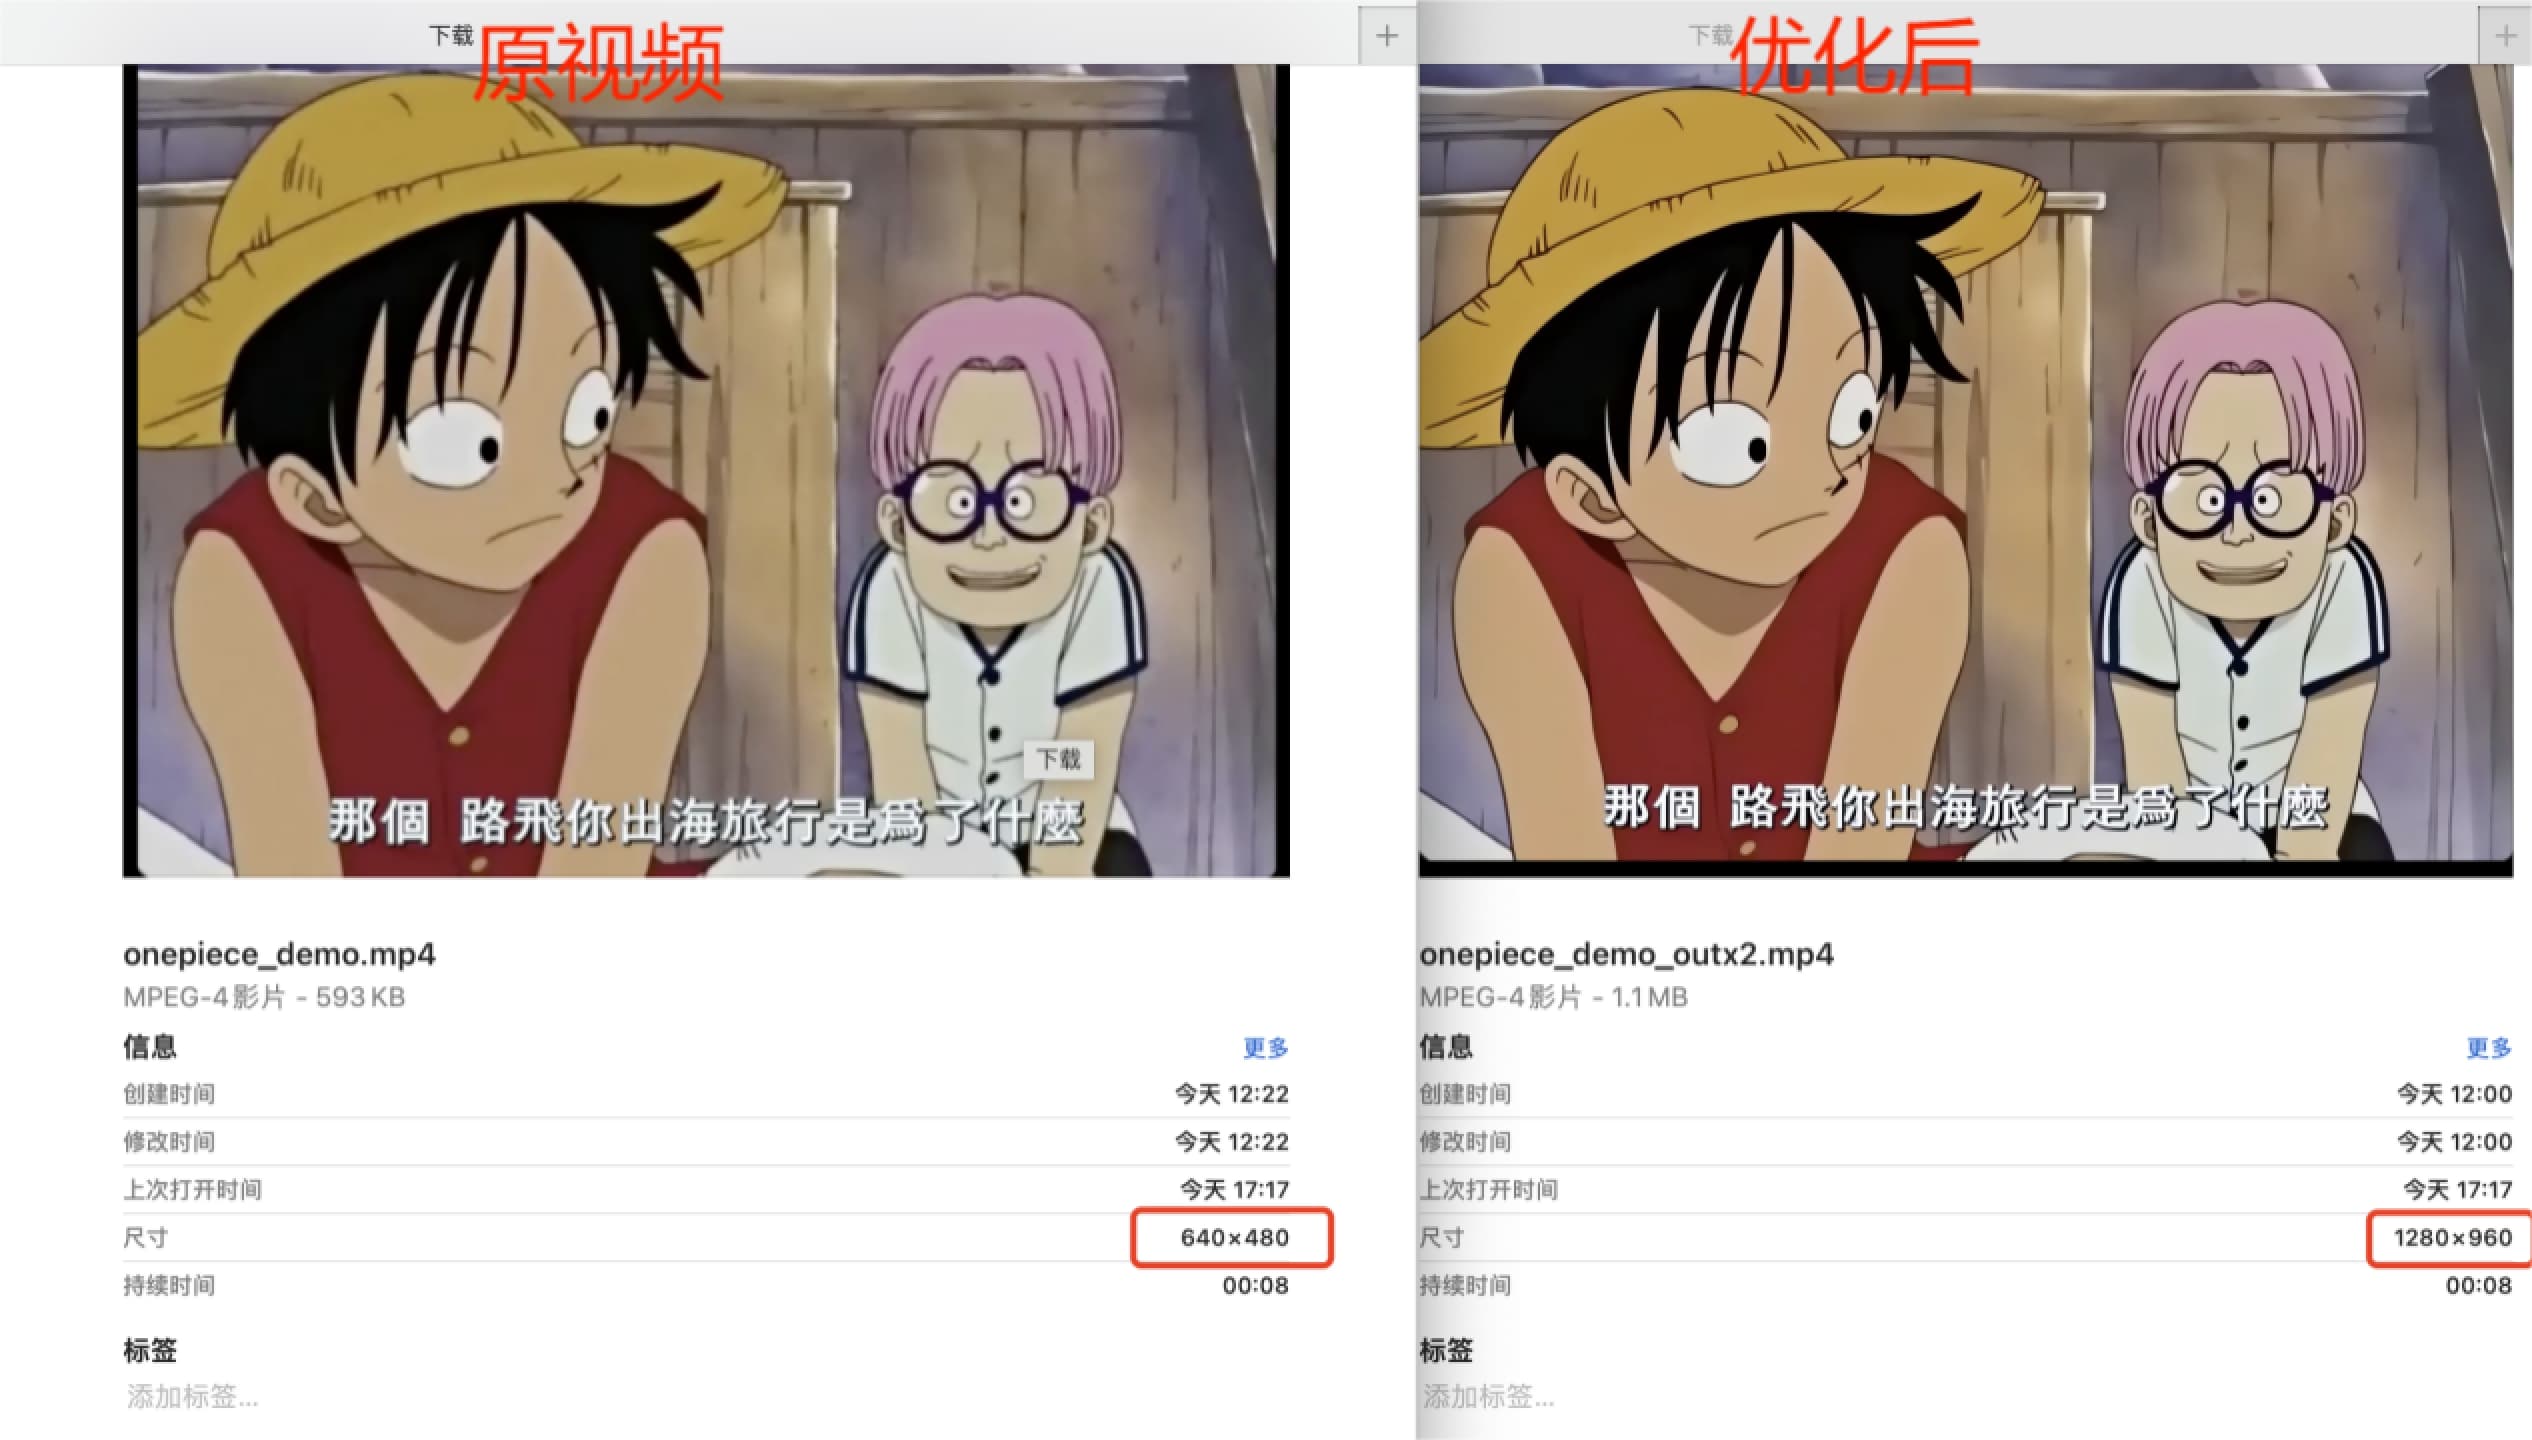 下载
原视频
下载
那個 路飛你出海旅行是爲了什麽
onepiece_demo.mp4
MPEG-4影片 - 593 KB
信息
更多
创建时间
今天 12:22
修改时间
今天 12:22
上次打开时间
今天 17:17
尺寸
640×480
持续时间
00:08
标签
添加标签...
下载
优化后
那個 路飛你出海旅行是爲了什麽
onepiece_demo_outx2.mp4
MPEG-4影片 - 1.1 MB
信息
更多
创建时间
今天 12:00
修改时间
今天 12:00
上次打开时间
今天 17:17
尺寸
1280×960
持续时间
00:08
标签
添加标签...